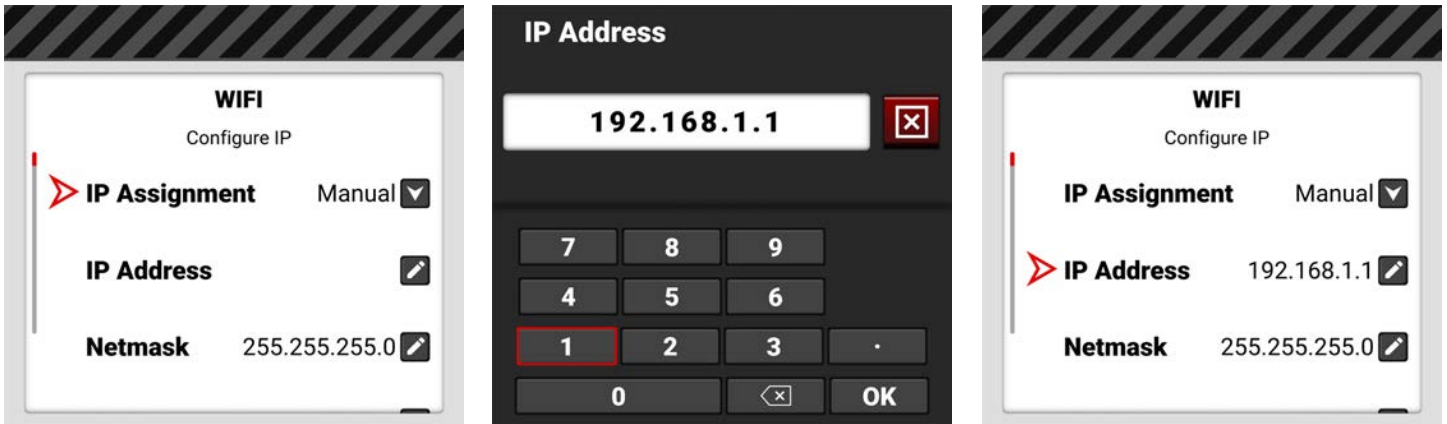 WIFI
Configure IP
IP Assignment Manual
IP Address
Netmask 255.255.255.0
IP Address
192.168.1.1
7 8 9
4 5 6
1 2 3 .
0 OK
WIFI
Configure IP
IP Assignment Manual
IP Address 192.168.1.1
Netmask 255.255.255.0